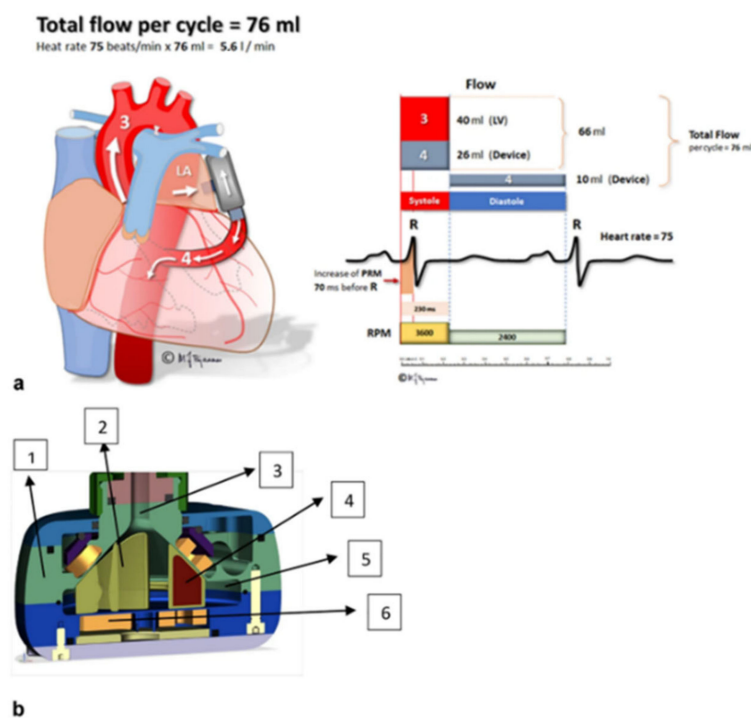 Total flow per cycle = 76 ml
Heat rate 75 beats/min x 76 ml = 5.6 l / min
3
LA
4
©
a
Flow
3
40 ml (LV)
4
26 ml (Device)
66 ml
Total Flow
per cycle = 76 ml
4
10 ml (Device)
Systole
Diastole
R
R
Heart rate = 75
Increase of PRM
70 ms before R
230 ms
RPM
3600
2400
©
1
2
3
4
5
6
b